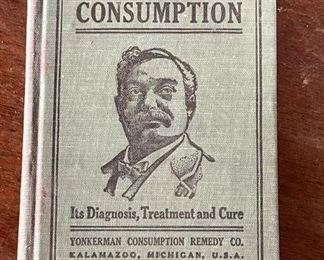 CONSUMPTION
Its Diagnosis, Treatment and Cure
YONKERMAN CONSUMPTION REMEDY CO.
KALAMAZOO, MICHIGAN, U.S.A.